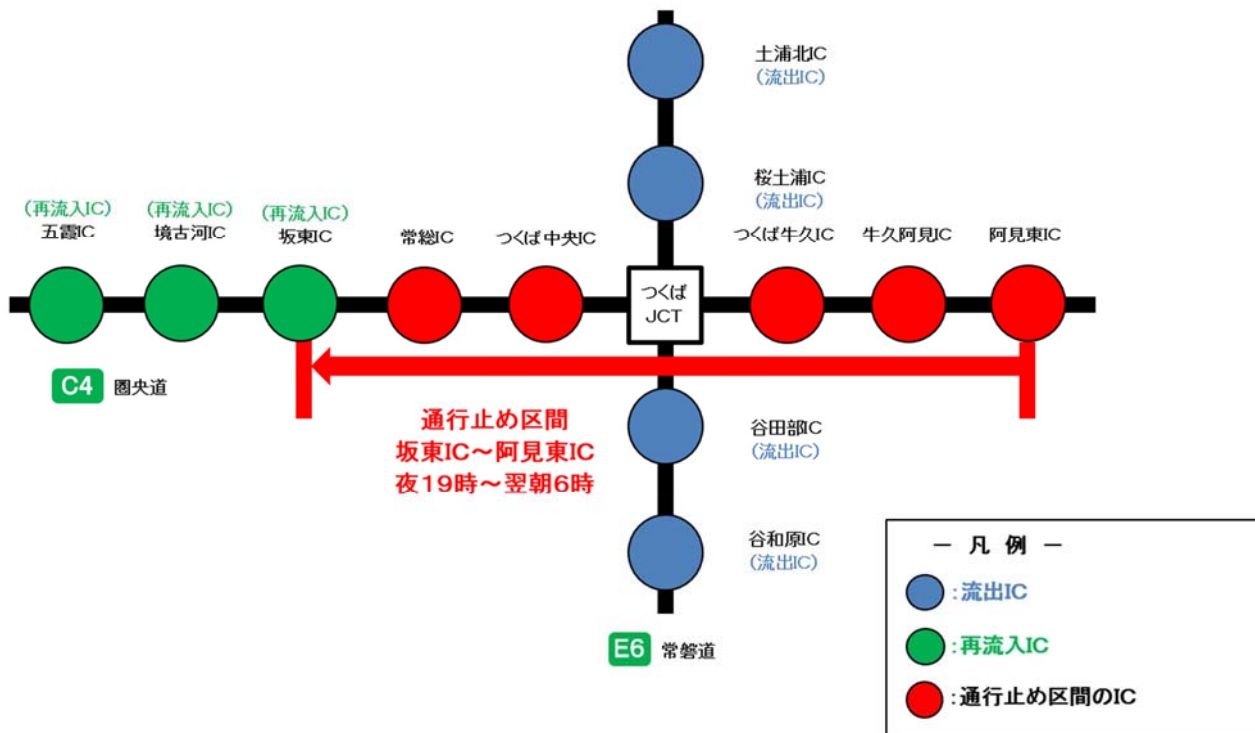 土浦北IC
(流出IC)
桜土浦IC
(流出IC)
(再流入IC)
五霞IC
(再流入IC)
境古河IC
(再流入IC)
坂東IC
常総IC
つくば中央IC
つくば牛久IC
牛久阿見IC
阿見東IC
つくば
JCT
C4 圏央道
通行止め区間
坂東IC～阿見東IC
夜19時～翌朝6時
谷田部IC
(流出IC)
谷和原IC
(流出IC)
E6 常磐道
－ 凡 例 －
：流出IC
：再流入IC
：通行止め区間のIC